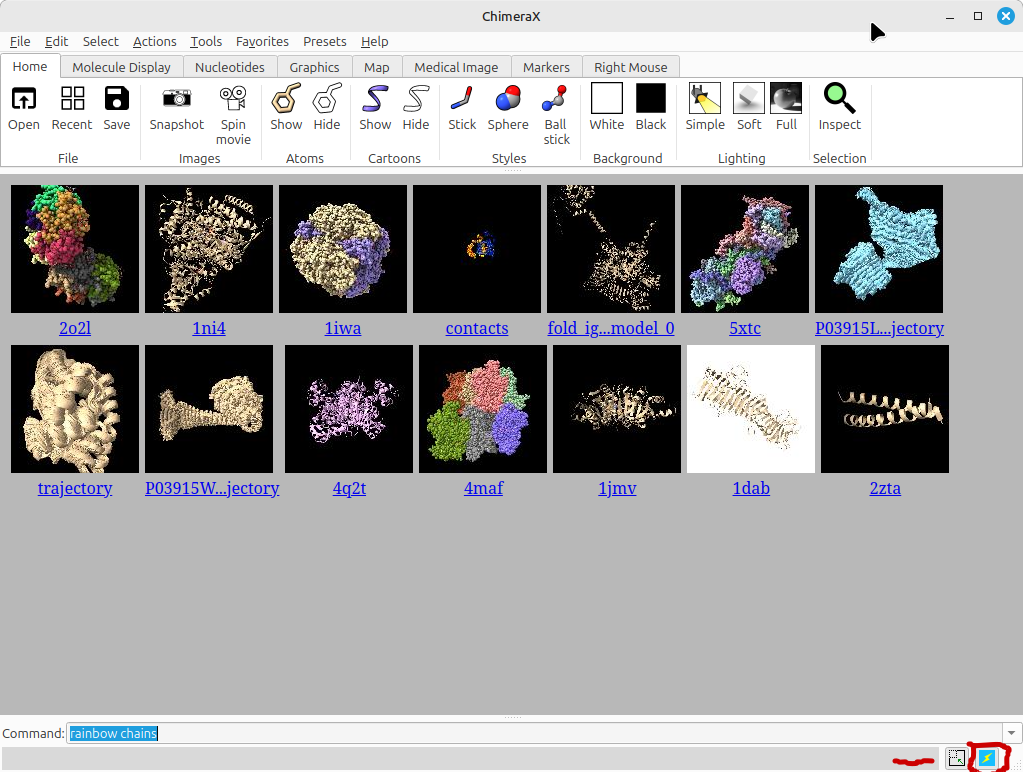 ChimeraX
File Edit Select Actions Tools Favorites Presets Help
Home Molecule Display Nucleotides Graphics Map Medical Image Markers Right Mouse
Open Recent Save Snapshot Spin movie Show Hide Show Hide Stick Sphere Ball stick White Black Simple Soft Full Inspect
File Images Atoms Cartoons Styles Background Lighting Selection
2o2l 1ni4 1iwa contacts fold_ig...model_0 5xtc P03915L...jectory
trajectory P03915W...jectory 4q2t 4maf 1jmv 1dab 2zta
Command: rainbow chains